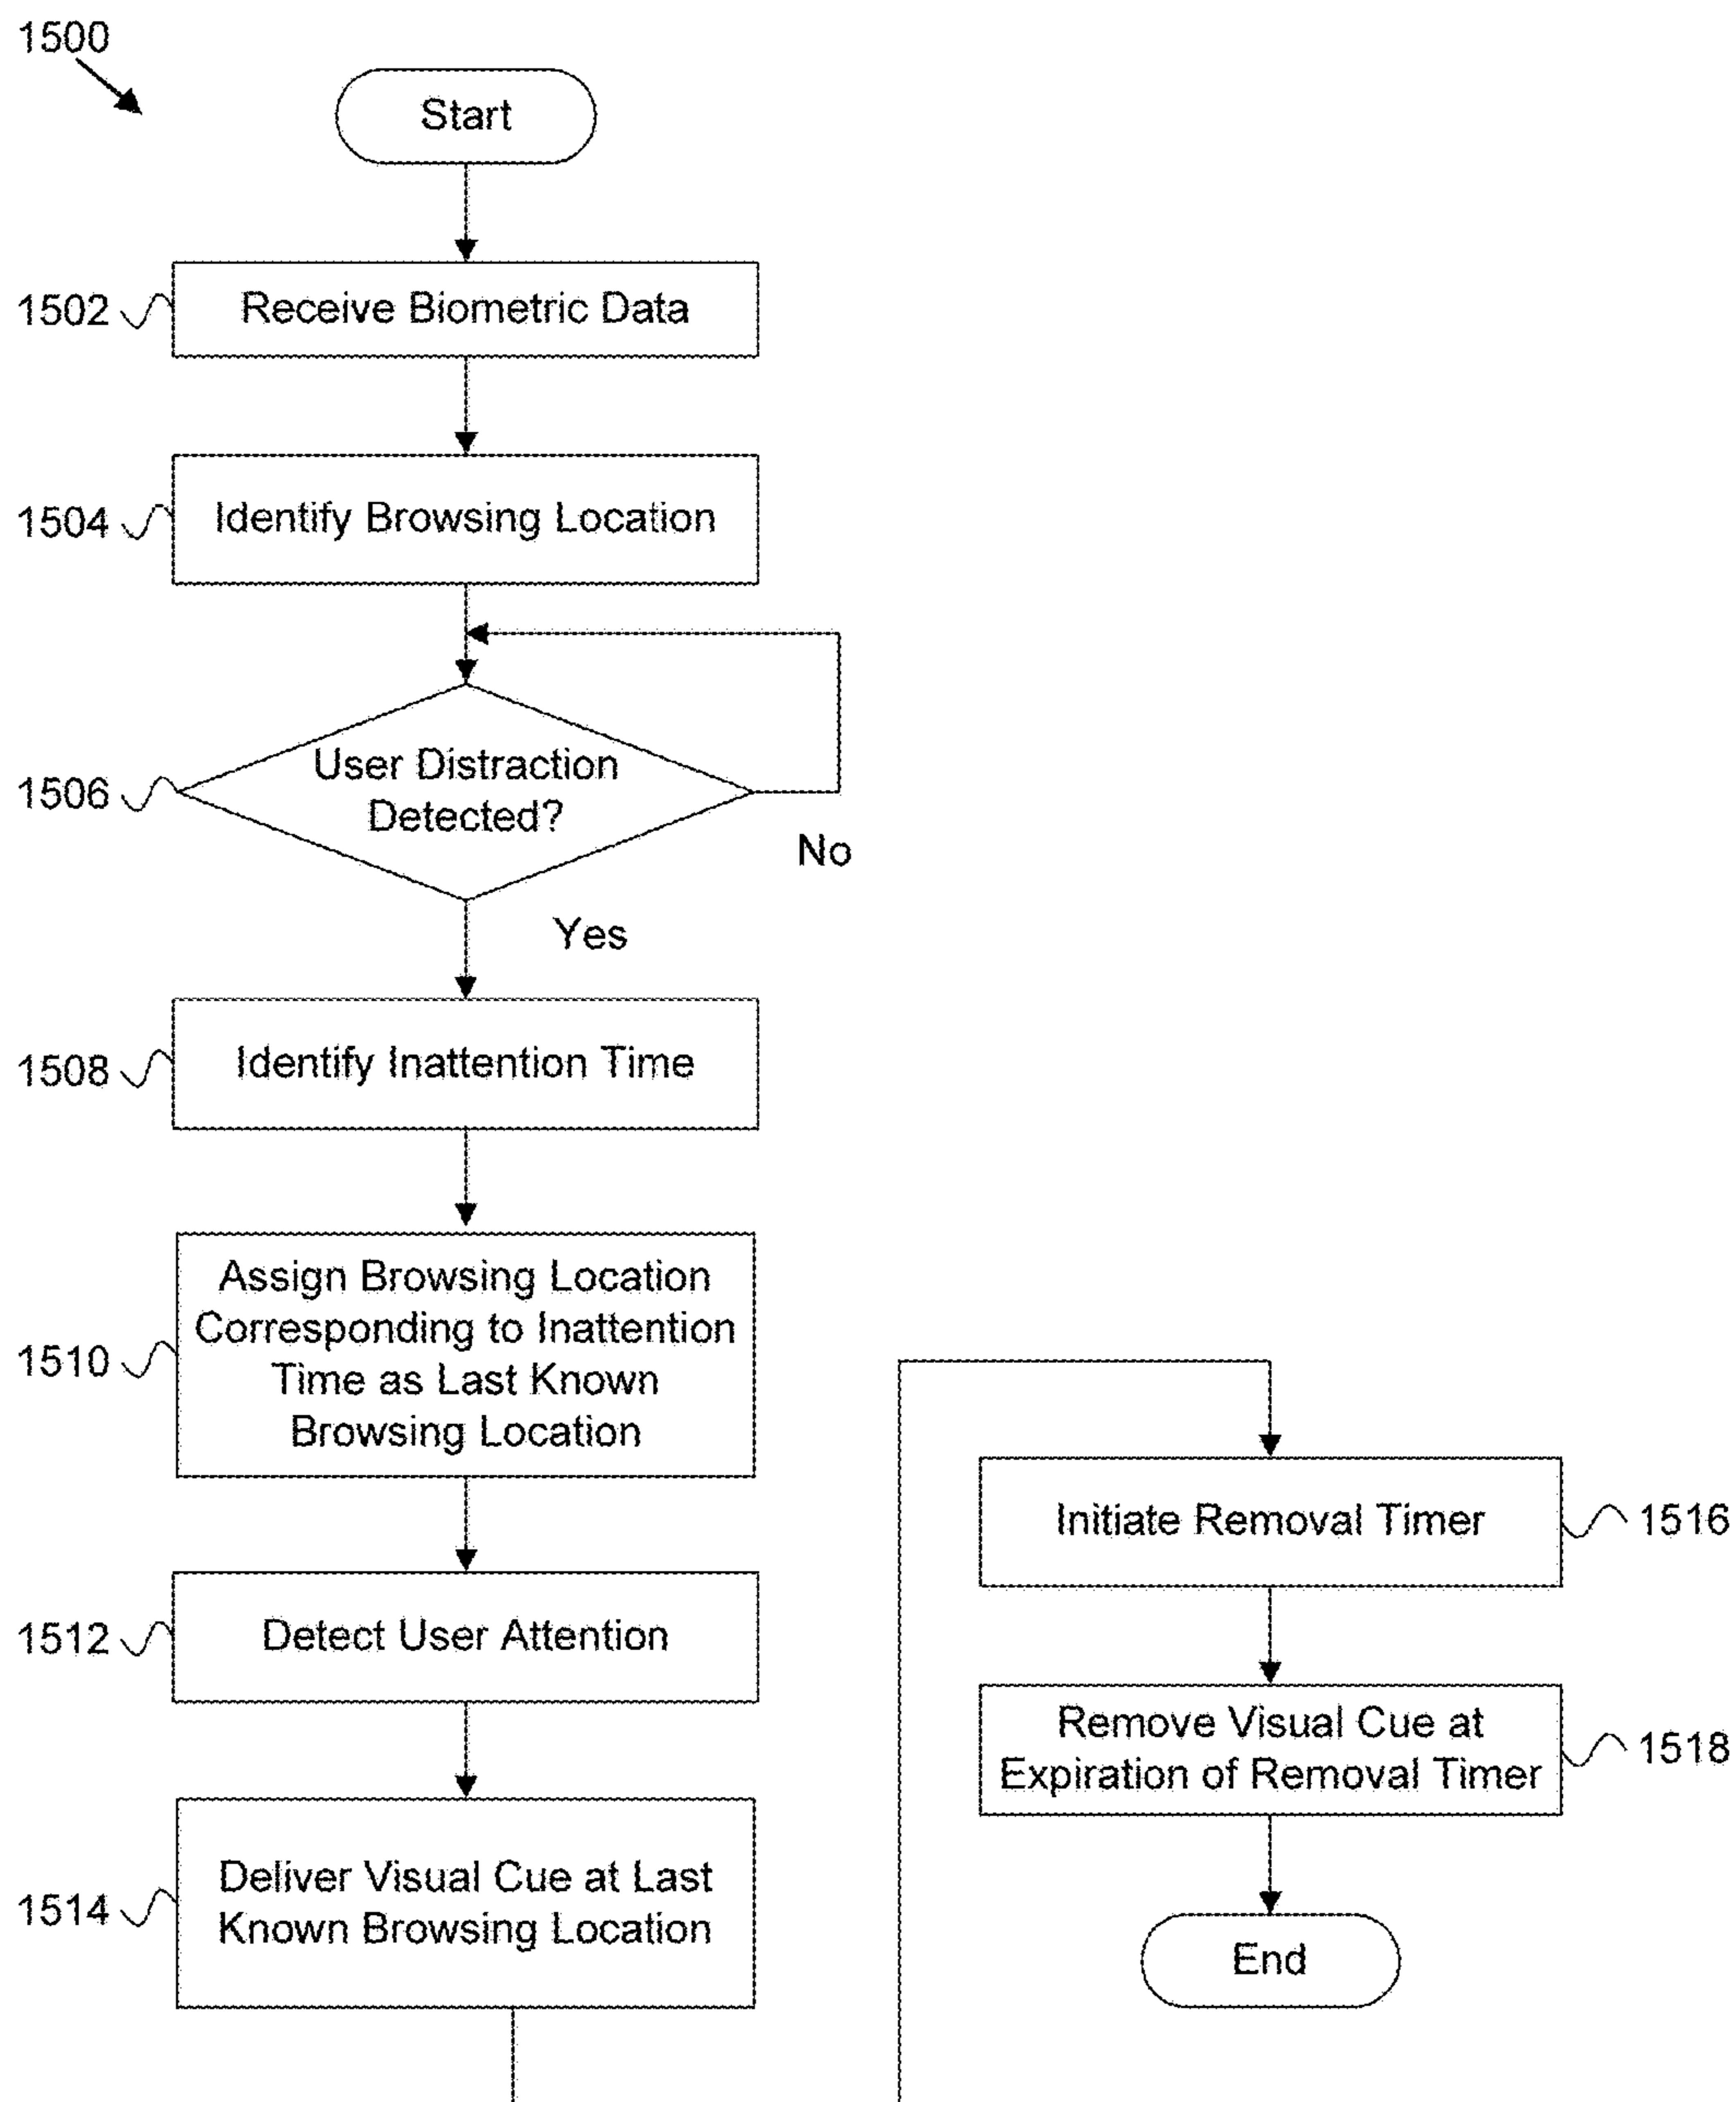 1500
Start
1502
Receive Biometric Data
1504
Identify Browsing Location
1506
User Distraction
Detected?
No
Yes
1508
Identify Inattention Time
1510
Assign Browsing Location
Corresponding to Inattention
Time as Last Known
Browsing Location
1512
Detect User Attention
1514
Deliver Visual Cue at Last
Known Browsing Location
Initiate Removal Timer
1516
Remove Visual Cue at
Expiration of Removal Timer
1518
End